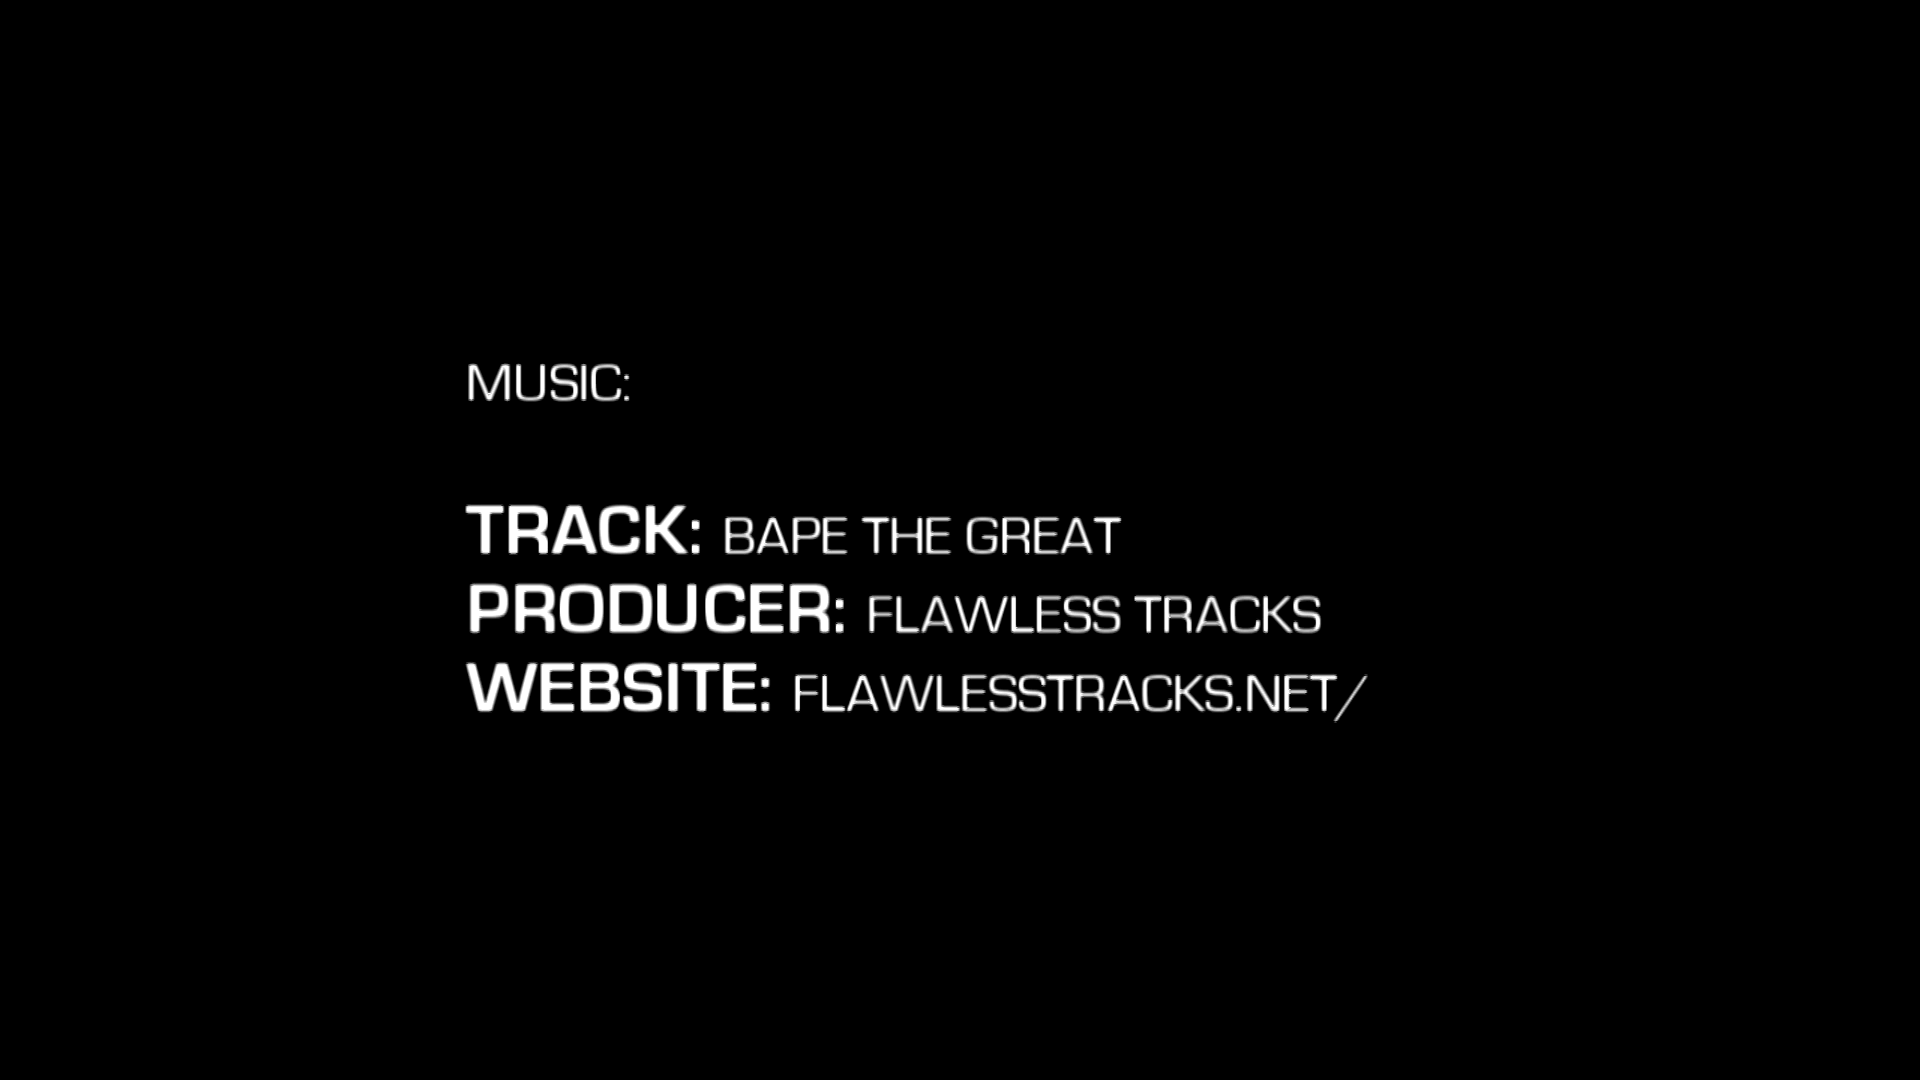 MUSIC:
TRACK: BAPE THE GREAT
PRODUCER: FLAWLESS TRACKS
WEBSITE: FLAWLESSTRACKS.NET/